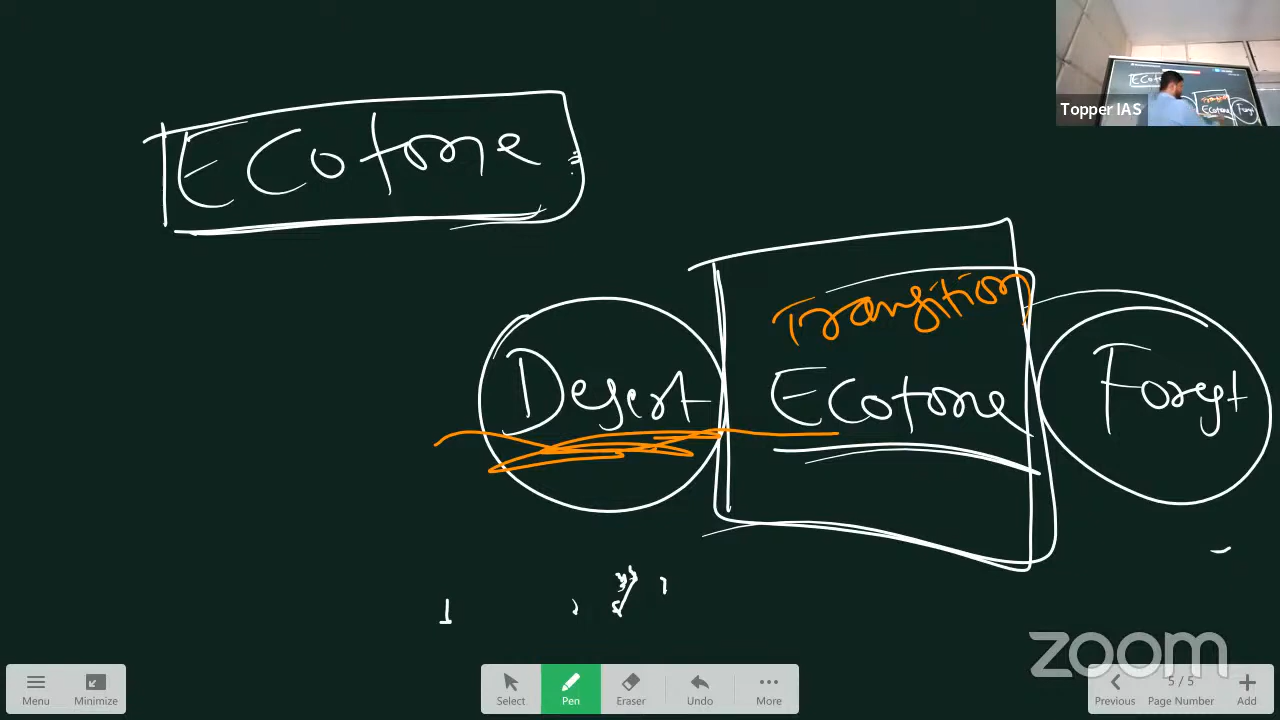 Topper IAS
ECotone
Transition
Desert
ECotone
Forest
1
zoom
Menu
Minimize
Select
Pen
Eraser
Undo
More
Previous
5 / 5
Page Number
Add